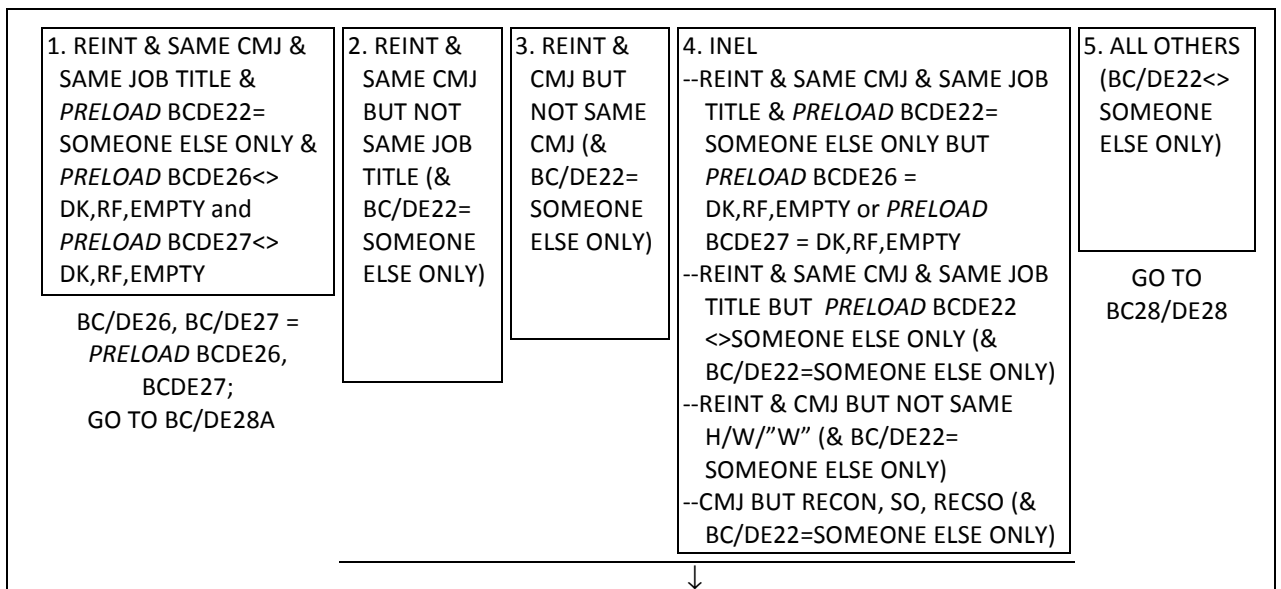 1. REINT & SAME CMJ &
SAME JOB TITLE &
PRELOAD BCDE22=
SOMEONE ELSE ONLY &
PRELOAD BCDE26<>
DK,RF,EMPTY and
PRELOAD BCDE27<>
DK,RF,EMPTY
BC/DE26, BC/DE27 =
PRELOAD BCDE26,
BCDE27;
GO TO BC/DE28A
2. REINT &
SAME CMJ
BUT NOT
SAME JOB
TITLE (&
BC/DE22=
SOMEONE
ELSE ONLY)
3. REINT &
CMJ BUT
NOT SAME
CMJ (&
BC/DE22=
SOMEONE
ELSE ONLY)
4. INEL
--REINT & SAME CMJ & SAME JOB
TITLE & PRELOAD BCDE22=
SOMEONE ELSE ONLY BUT
PRELOAD BCDE26 =
DK,RF,EMPTY or PRELOAD
BCDE27 = DK,RF,EMPTY
--REINT & SAME CMJ & SAME JOB
TITLE BUT PRELOAD BCDE22
<>SOMEONE ELSE ONLY (&
BC/DE22=SOMEONE ELSE ONLY)
--REINT & CMJ BUT NOT SAME
H/W/”W” (& BC/DE22=
SOMEONE ELSE ONLY)
--CMJ BUT RECON, SO, RECSO (&
BC/DE22=SOMEONE ELSE ONLY)
5. ALL OTHERS
(BC/DE22<>
SOMEONE
ELSE ONLY)
GO TO
BC28/DE28
↓